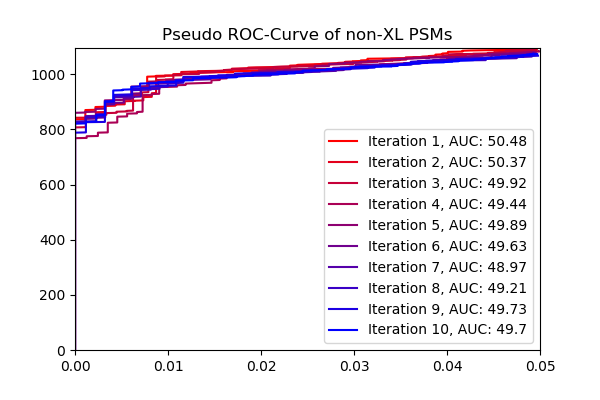 Pseudo ROC-Curve of non-XL PSMs
1000
800
600
400
200
0
Iteration 1, AUC: 50.48
Iteration 2, AUC: 50.37
Iteration 3, AUC: 49.92
Iteration 4, AUC: 49.44
Iteration 5, AUC: 49.89
Iteration 6, AUC: 49.63
Iteration 7, AUC: 48.97
Iteration 8, AUC: 49.21
Iteration 9, AUC: 49.73
Iteration 10, AUC: 49.7
0.00 0.01 0.02 0.03 0.04 0.05